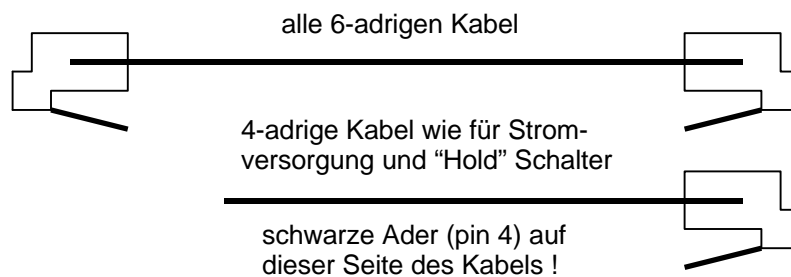 alle 6-adrigen Kabel
4-adrige Kabel wie für Strom-
versorgung und “Hold” Schalter
schwarze Ader (pin 4) auf
dieser Seite des Kabels !